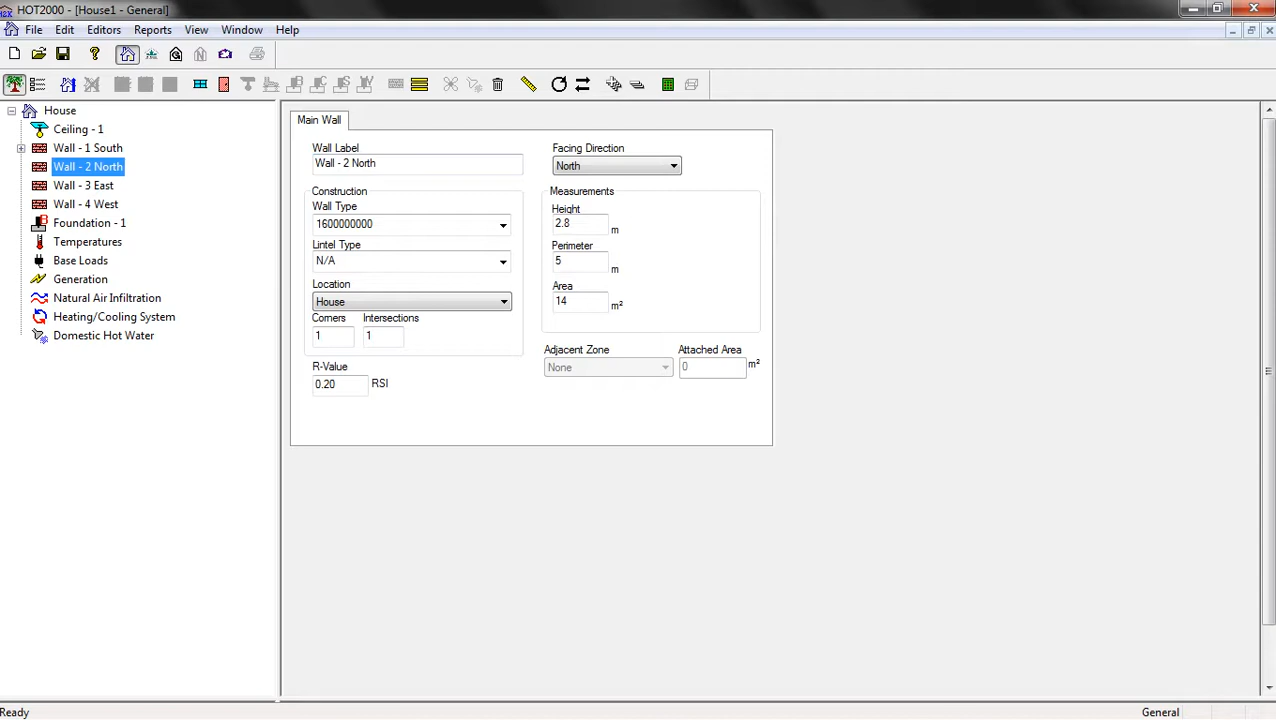 HOT2000 - [House1 - General]
File Edit Editors Reports View Window Help
House
Ceiling - 1
Wall - 1 South
Wall - 2 North
Wall - 3 East
Wall - 4 West
Foundation - 1
Temperatures
Base Loads
Generation
Natural Air Infiltration
Heating/Cooling System
Domestic Hot Water
Main Wall
Wall Label
Wall - 2 North
Facing Direction
North
Construction
Wall Type
1600000000
Lintel Type
N/A
Location
House
Corners Intersections
1 1
R-Value
0.20 RSI
Measurements
Height
2.8 m
Perimeter
5 m
Area
14 m²
Adjacent Zone Attached Area
None 0 m²
Ready General